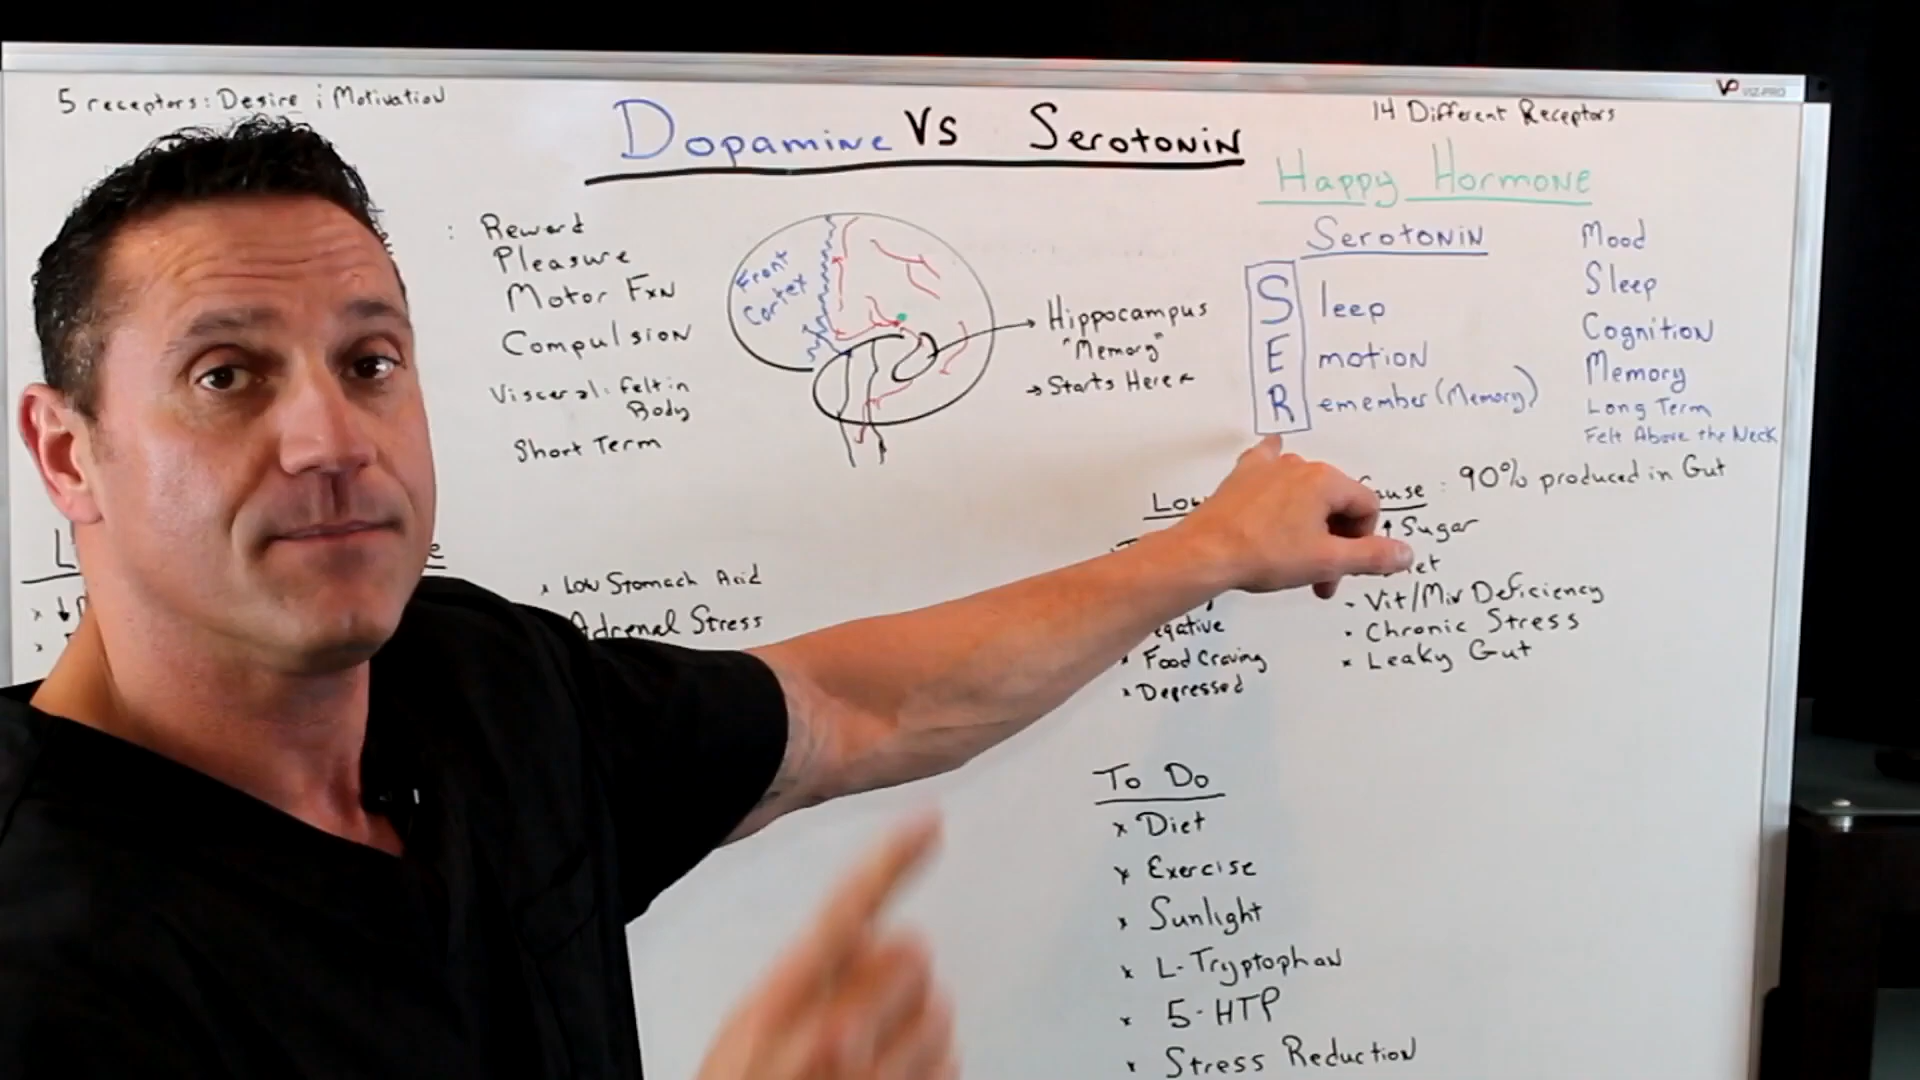 5 receptors: Desire ; Motivation
Dopamine VS Serotonin
14 Different Receptors
Happy Hormone
VP VIZ-PRO
: Reward
Pleasure
Motor Fxn
Compulsion
Visceral: felt in
Body
Short Term
Front
Cortex
Hippocampus
"Memory"
→ Starts Here
Serotonin
S leep
E motion
R emember (Memory)
Mood
Sleep
Cognition
Memory
Long Term
Felt Above the Neck
x Low Stomach Acid
Adrenal Stress
Low
: 90% produced in Gut
↑ Sugar
- Vit/Min Deficiency
• Chronic Stress
x Leaky Gut
x Food Craving
x Depressed
To Do
x Diet
x Exercise
x Sunlight
x L-Tryptophan
x 5-HTP
x Stress Reduction